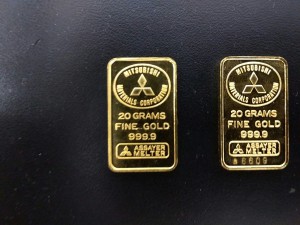 MITSUBISHI
MATERIALS CORPORATION
20 GRAMS
FINE GOLD
999.9
ASSAYER
MELTER
MITSUBISHI
MATERIALS CORPORATION
20 GRAMS
FINE GOLD
999.9
ASSAYER
MELTER